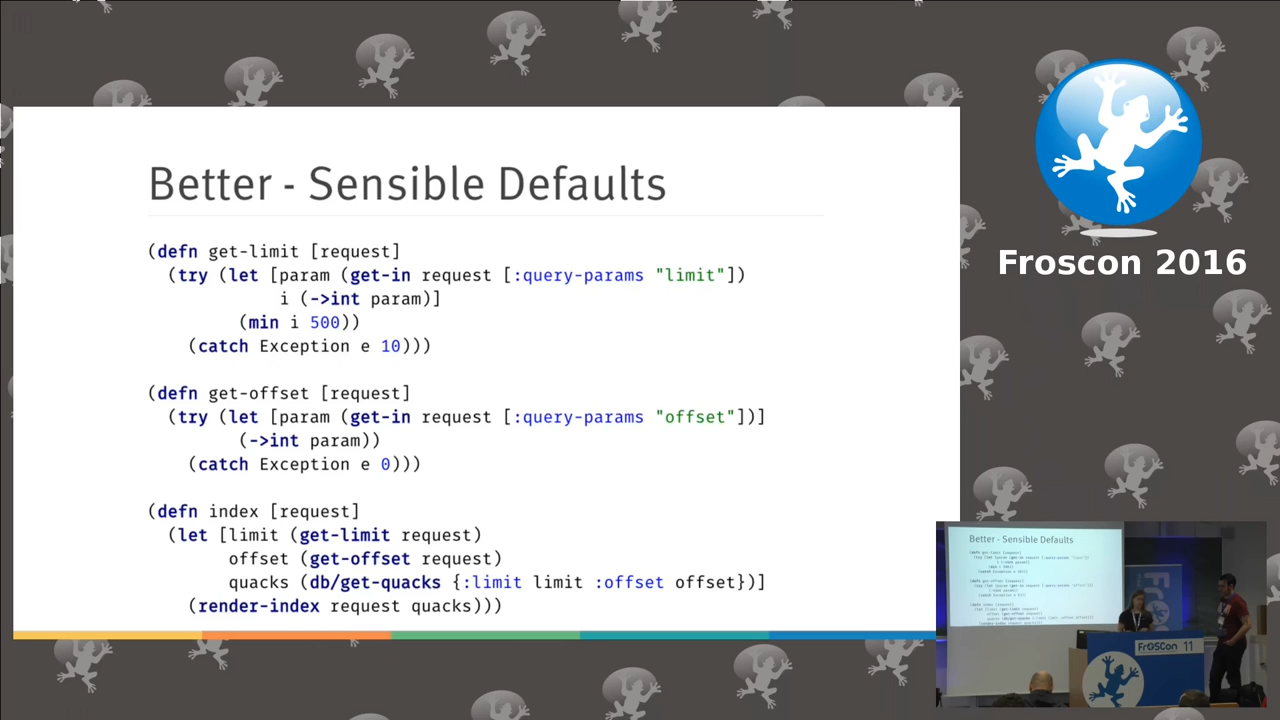 Better - Sensible Defaults
(defn get-limit [request]
(try (let [param (get-in request [:query-params "limit"])
i (->int param)]
(min i 500))
(catch Exception e 10)))
(defn get-offset [request]
(try (let [param (get-in request [:query-params "offset"])]
(->int param))
(catch Exception e 0)))
(defn index [request]
(let [limit (get-limit request)
offset (get-offset request)
quacks (db/get-quacks {:limit limit :offset offset})]
(render-index request quacks)))
Froscon 2016
Better - Sensible Defaults
FrOSCon 11